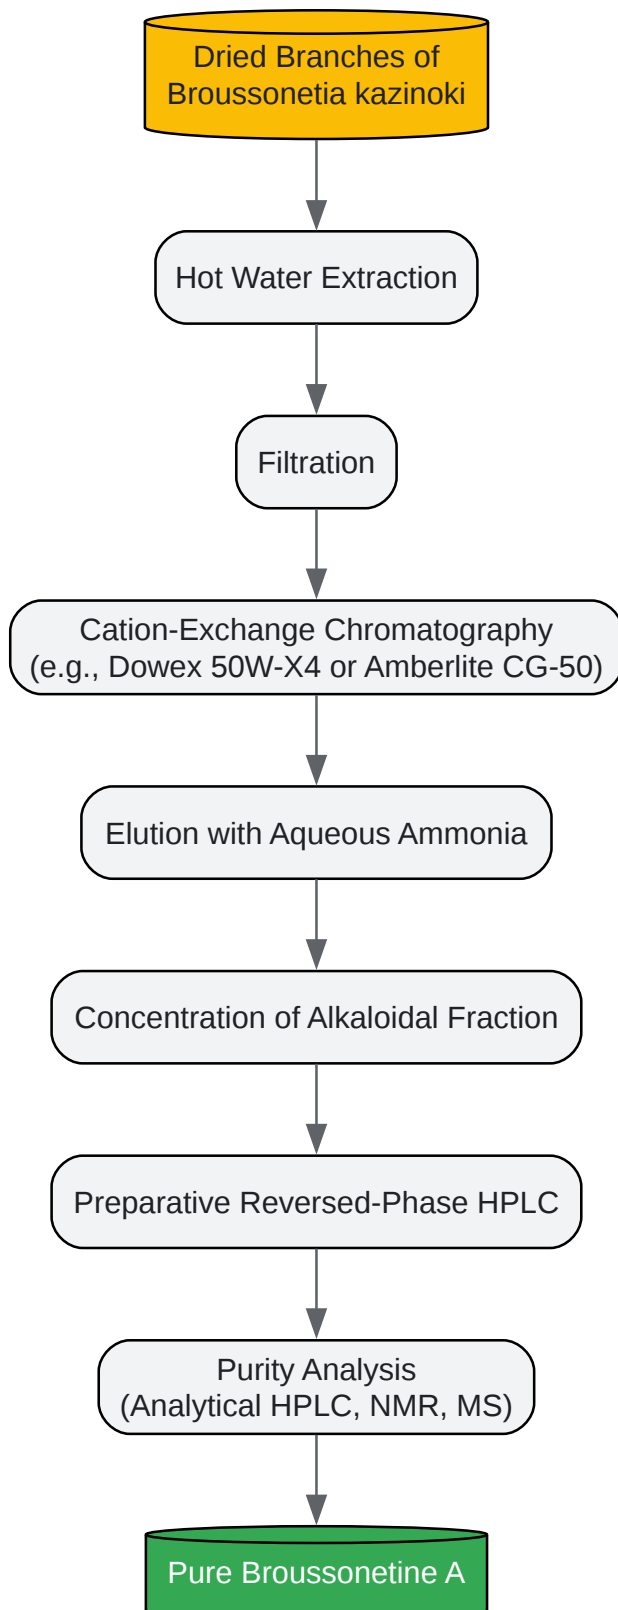 Dried Branches of
Broussonetia kazinoki
Hot Water Extraction
Filtration
Cation-Exchange Chromatography
(e.g., Dowex 50W-X4 or Amberlite CG-50)
Elution with Aqueous Ammonia
Concentration of Alkaloidal Fraction
Preparative Reversed-Phase HPLC
Purity Analysis
(Analytical HPLC, NMR, MS)
Pure Broussonetine A